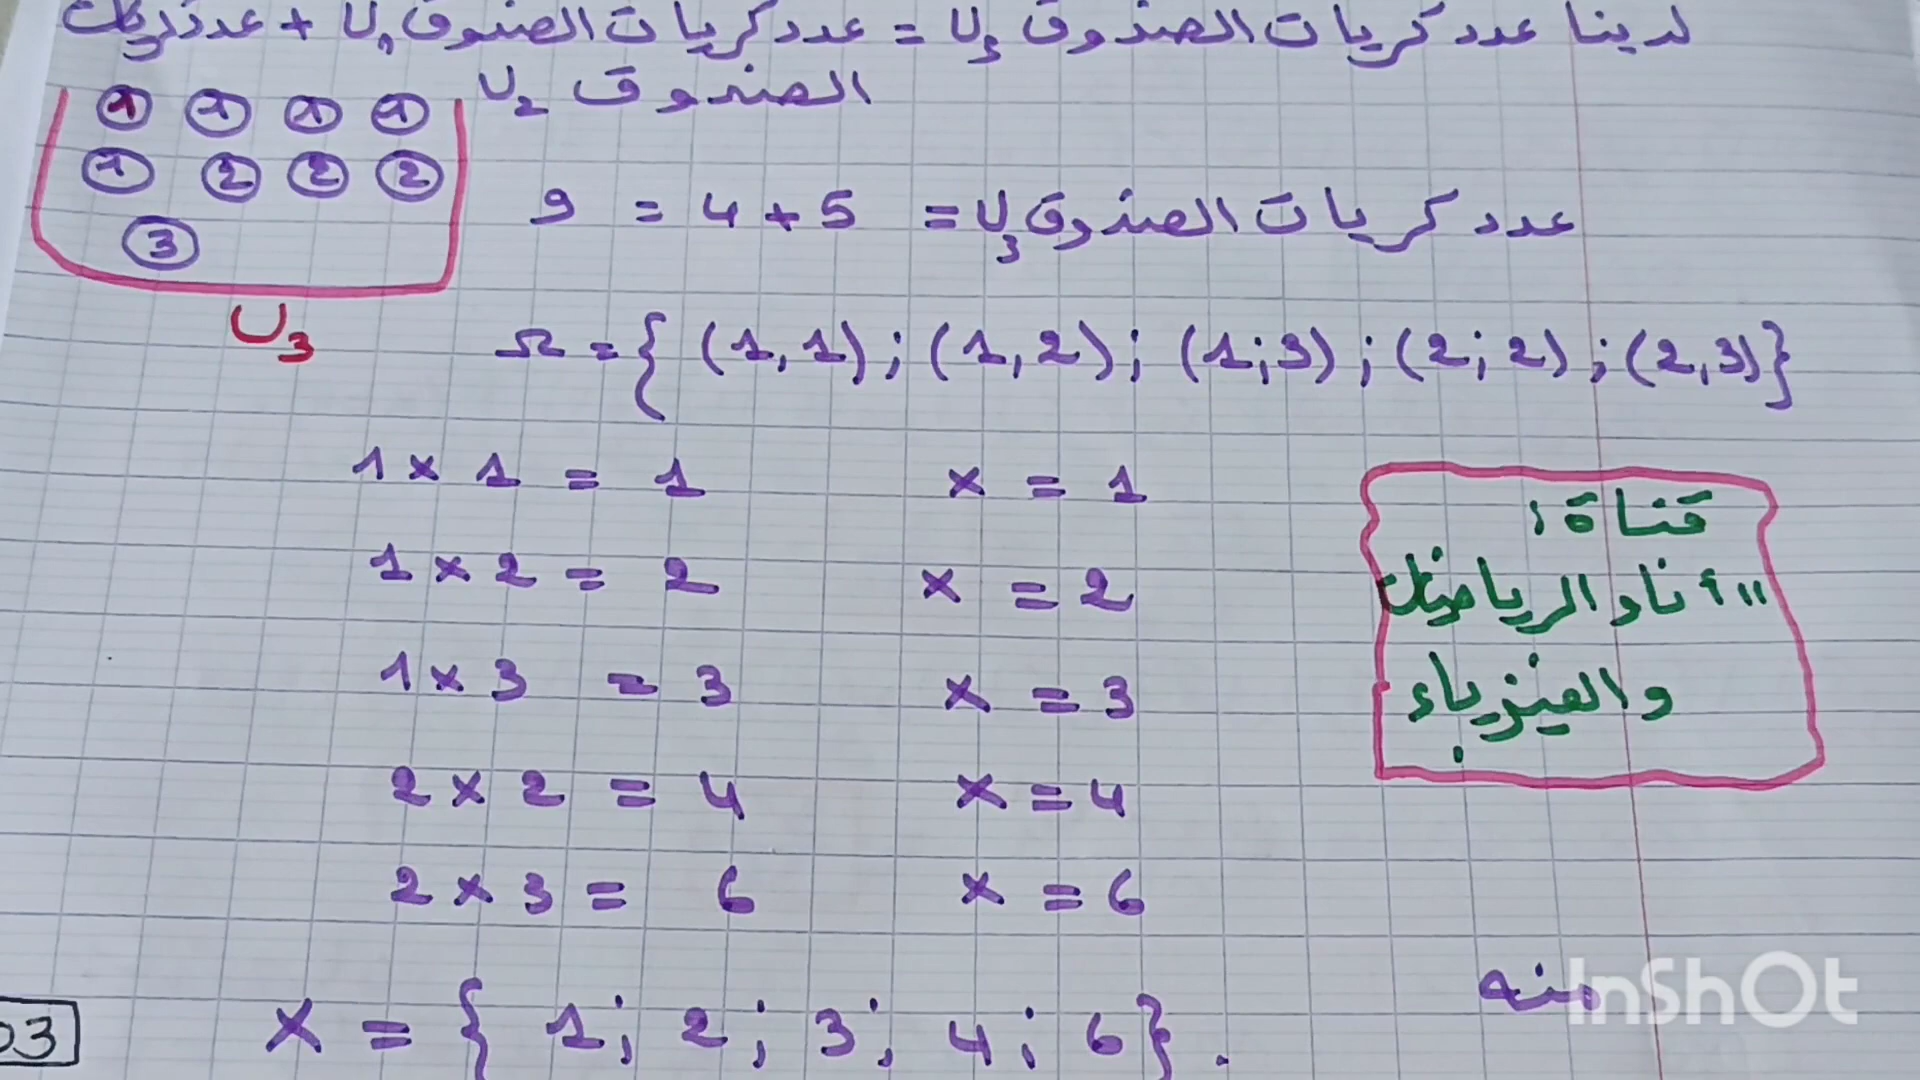 لدينا عدد كريات الصندوق U₃ = عدد كريات الصندوق U₁ + عدد كريات
الصندوق U₂
1 1 1 1
1 2 2 2
3
U₃
عدد كريات الصندوق U₃ = 5 + 4 = 9
Ω = { (1,1) ; (1,2) ; (1;3) ; (2;2) ; (2,3) }
1 × 1 = 1 x = 1
1 × 2 = 2 x = 2
1 × 3 = 3 x = 3
2 × 2 = 4 x = 4
2 × 3 = 6 x = 6
قناة :
"أنا و الرياضيات
والفيزياء
منه
X = { 1 ; 2 ; 3 ; 4 ; 6 } .
03
InShOt